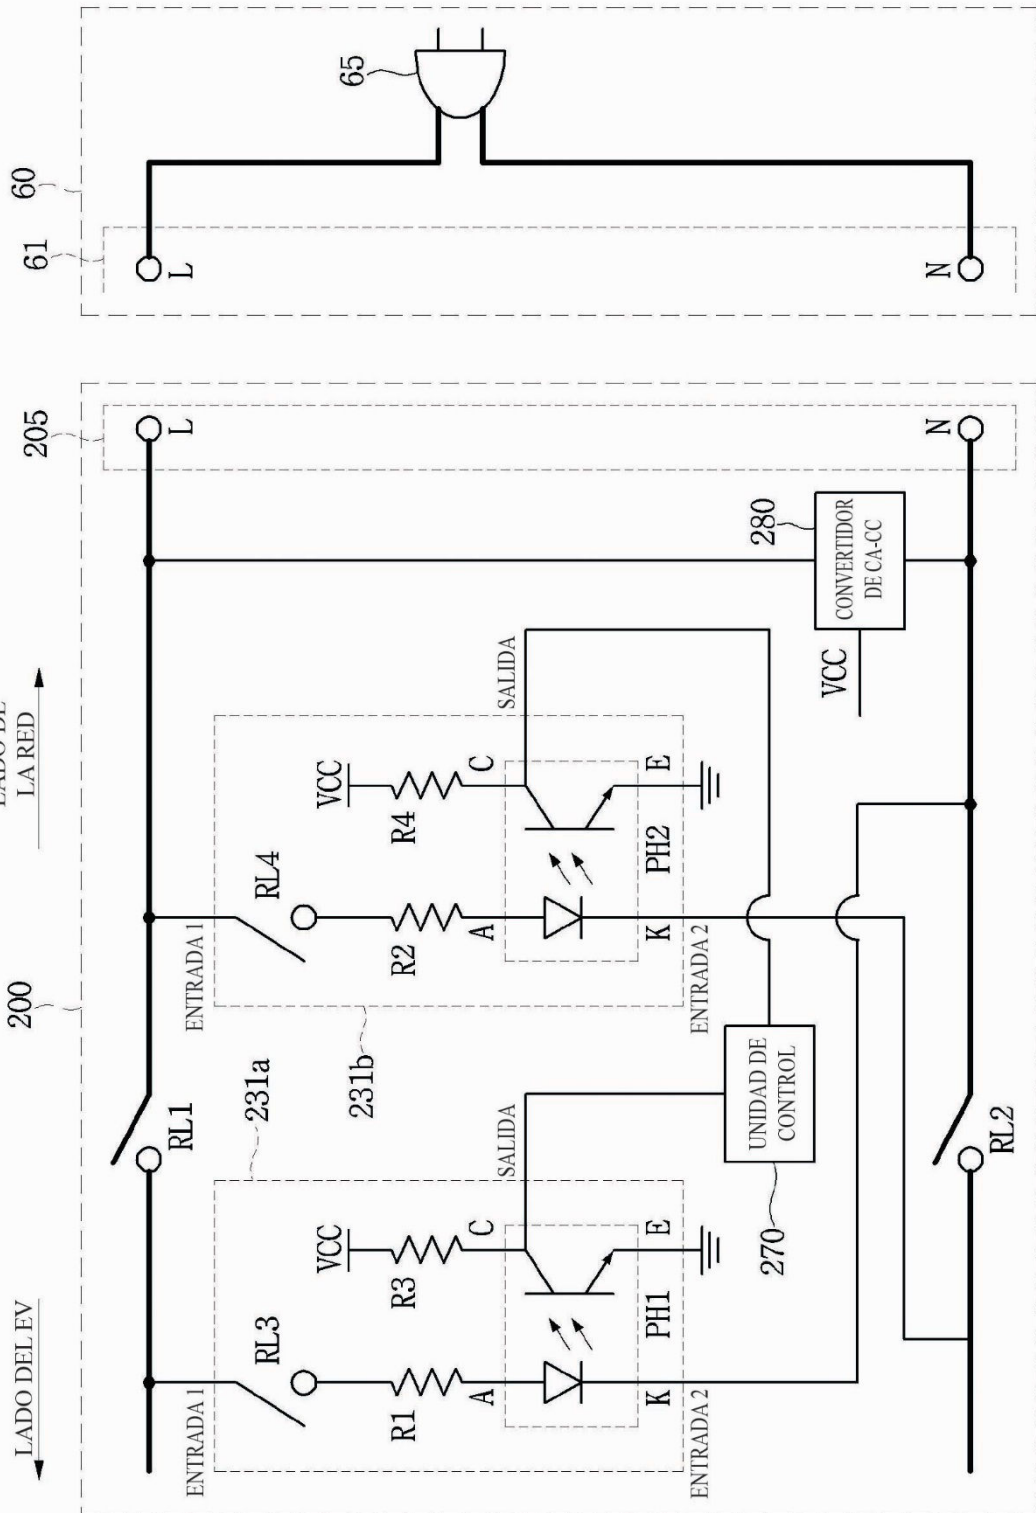 LADO DEL EV
LA RED
200
205
60
61
65
RL1
L
L
231a
231b
ENTRADA 1
RL3
VCC
R1
R3
A
C
SALIDA
PH1
K
E
ENTRADA 2
ENTRADA 1
RL4
VCC
R2
R4
A
C
SALIDA
PH2
K
E
ENTRADA 2
UNIDAD DE
CONTROL
270
VCC
CONVERTIDOR
DE CA-CC
280
RL2
N
N